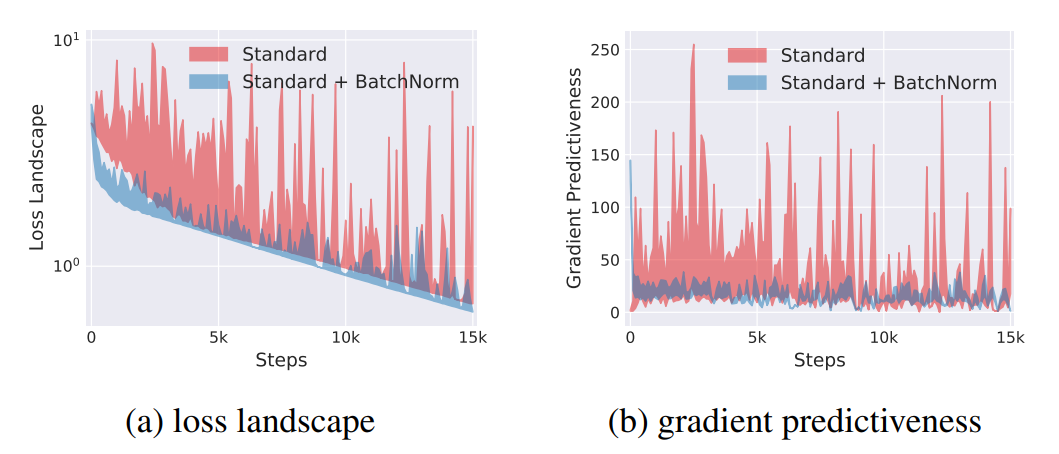 10¹
10⁰
Loss Landscape
Standard
Standard + BatchNorm
0 5k 10k 15k
Steps
(a) loss landscape
250
200
150
100
50
0
Gradient Predictiveness
Standard
Standard + BatchNorm
0 5k 10k 15k
Steps
(b) gradient predictiveness